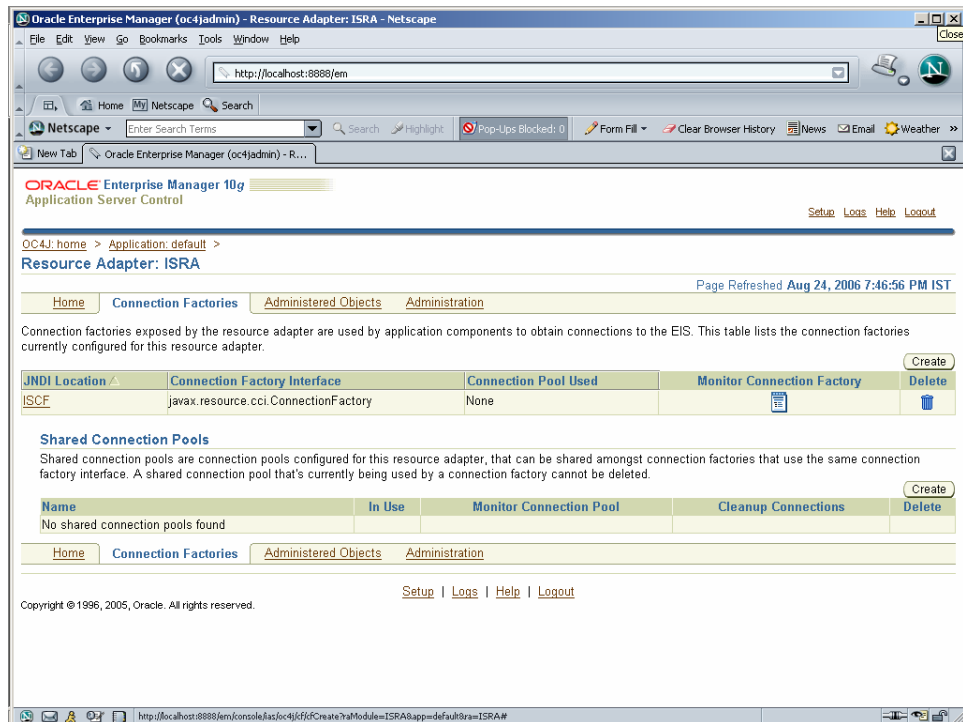 Oracle Enterprise Manager (oc4jadmin) - Resource Adapter: ISRA - Netscape
Close
File Edit View Go Bookmarks Tools Window Help
http://localhost:8888/em
N
Home My Netscape Search
Netscape Enter Search Terms Search Highlight Pop-Ups Blocked: 0 Form Fill Clear Browser History News Email Weather »
New Tab Oracle Enterprise Manager (oc4jadmin) - R...
ORACLE Enterprise Manager 10g
Application Server Control
Setup Logs Help Logout
OC4J: home > Application: default >
Resource Adapter: ISRA
Page Refreshed Aug 24, 2006 7:46:56 PM IST
Home Connection Factories Administered Objects Administration
Connection factories exposed by the resource adapter are used by application components to obtain connections to the EIS. This table lists the connection factories
currently configured for this resource adapter.
Create
JNDI Location Connection Factory Interface Connection Pool Used Monitor Connection Factory Delete
ISCF javax.resource.cci.ConnectionFactory None
Shared Connection Pools
Shared connection pools are connection pools configured for this resource adapter, that can be shared amongst connection factories that use the same connection
factory interface. A shared connection pool that's currently being used by a connection factory cannot be deleted.
Create
Name In Use Monitor Connection Pool Cleanup Connections Delete
No shared connection pools found
Home Connection Factories Administered Objects Administration
Setup | Logs | Help | Logout
Copyright © 1996, 2005, Oracle. All rights reserved.
http://localhost:8888/em/console/ias/oc4j/cf/cfCreate?raModule=ISRA&app=default&ra=ISRA#